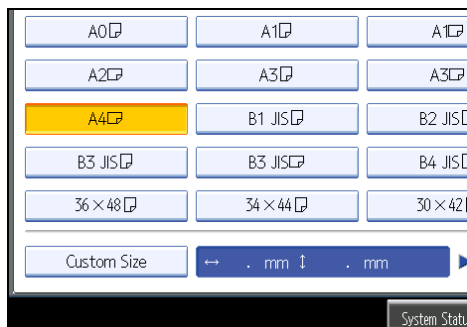 A0 A1 A1
A2 A3 A3
A4 B1 JIS B2 JIS
B3 JIS B3 JIS B4 JIS
36×48 34×44 30×42
Custom Size ↔ . mm ↕ . mm
System Statu